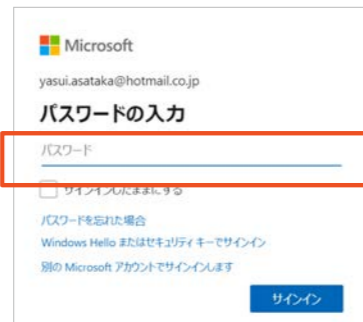 Microsoft
yasui.asataka@hotmail.co.jp
パスワードの入力
パスワード
サインインしたままにする
パスワードを忘れた場合
Windows Hello またはセキュリティ キーでサインイン
別の Microsoft アカウントでサインインします
サインイン